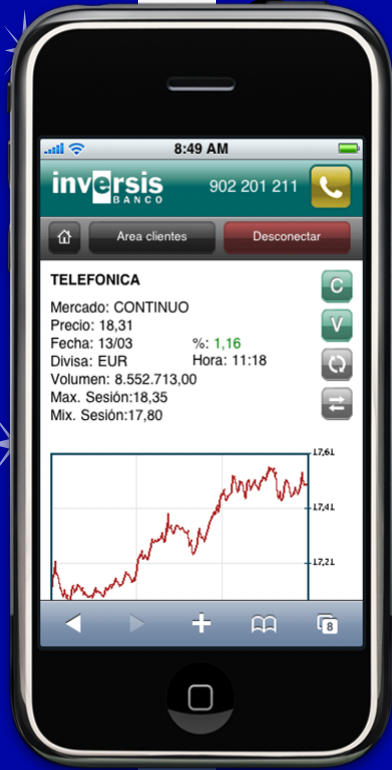 8:49 AM
inversis
BANCO
902 201 211
Area clientes
Desconectar
TELEFONICA
C
Mercado: CONTINUO
Precio: 18,31
V
Fecha: 13/03 %: 1,16
Divisa: EUR Hora: 11:18
Volumen: 8.552.713,00
Max. Sesión:18,35
Mix. Sesión:17,80
17,61
17,41
17,21
8